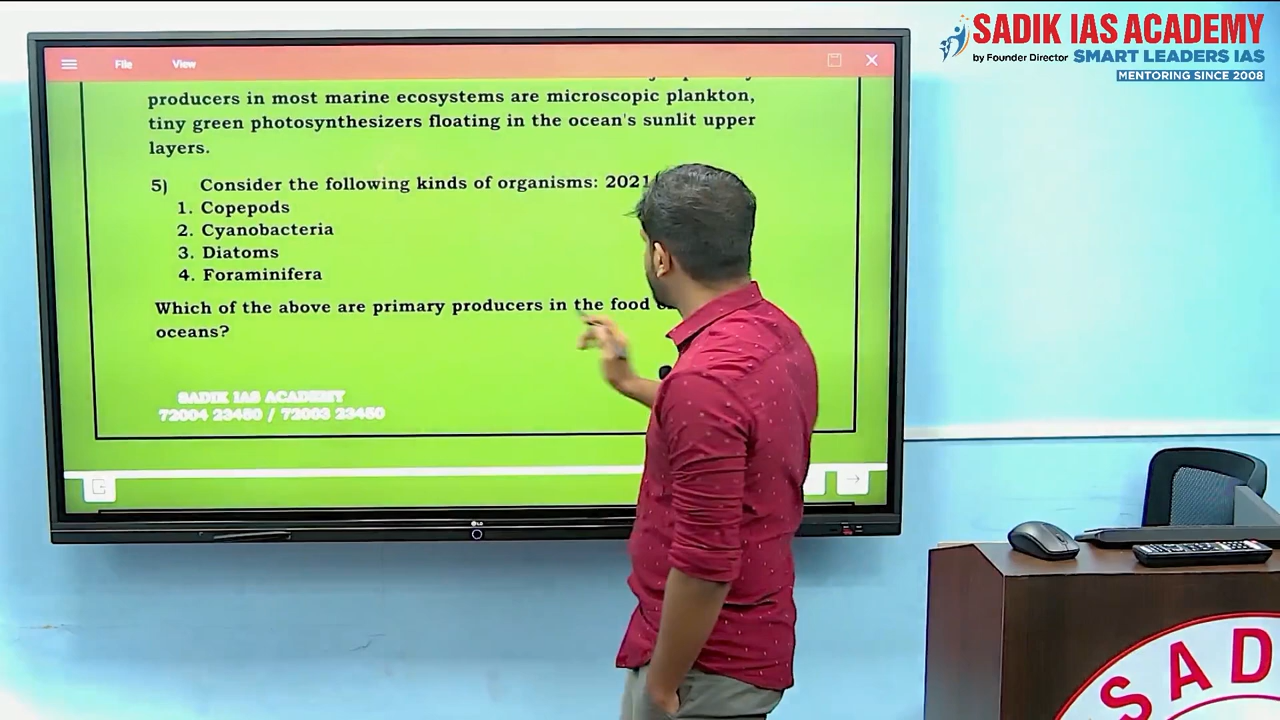 SADIK IAS ACADEMY
by Founder Director SMART LEADERS IAS
MENTORING SINCE 2008
File View
producers in most marine ecosystems are microscopic plankton,
tiny green photosynthesizers floating in the ocean's sunlit upper
layers.
5) Consider the following kinds of organisms: 2021
1. Copepods
2. Cyanobacteria
3. Diatoms
4. Foraminifera
Which of the above are primary producers in the food
oceans?
SADIK IAS ACADEMY
72004 23450 / 72003 23450
LG
SAD